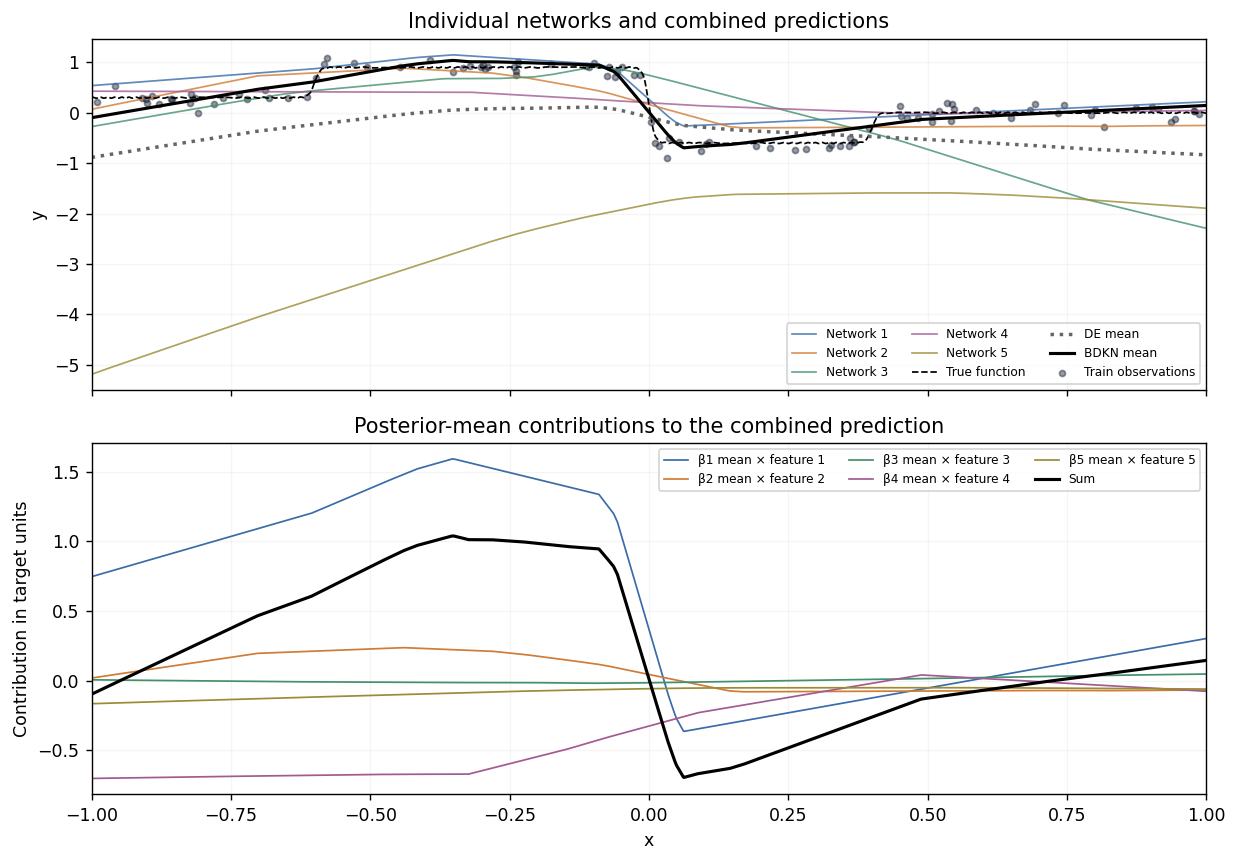 Individual networks and combined predictions
y
1
0
−1
−2
−3
−4
−5
Network 1
Network 2
Network 3
Network 4
Network 5
True function
DE mean
BDKN mean
Train observations
Posterior-mean contributions to the combined prediction
Contribution in target units
1.5
1.0
0.5
0.0
−0.5
β1 mean × feature 1
β2 mean × feature 2
β3 mean × feature 3
β4 mean × feature 4
β5 mean × feature 5
Sum
−1.00 −0.75 −0.50 −0.25 0.00 0.25 0.50 0.75 1.00
x